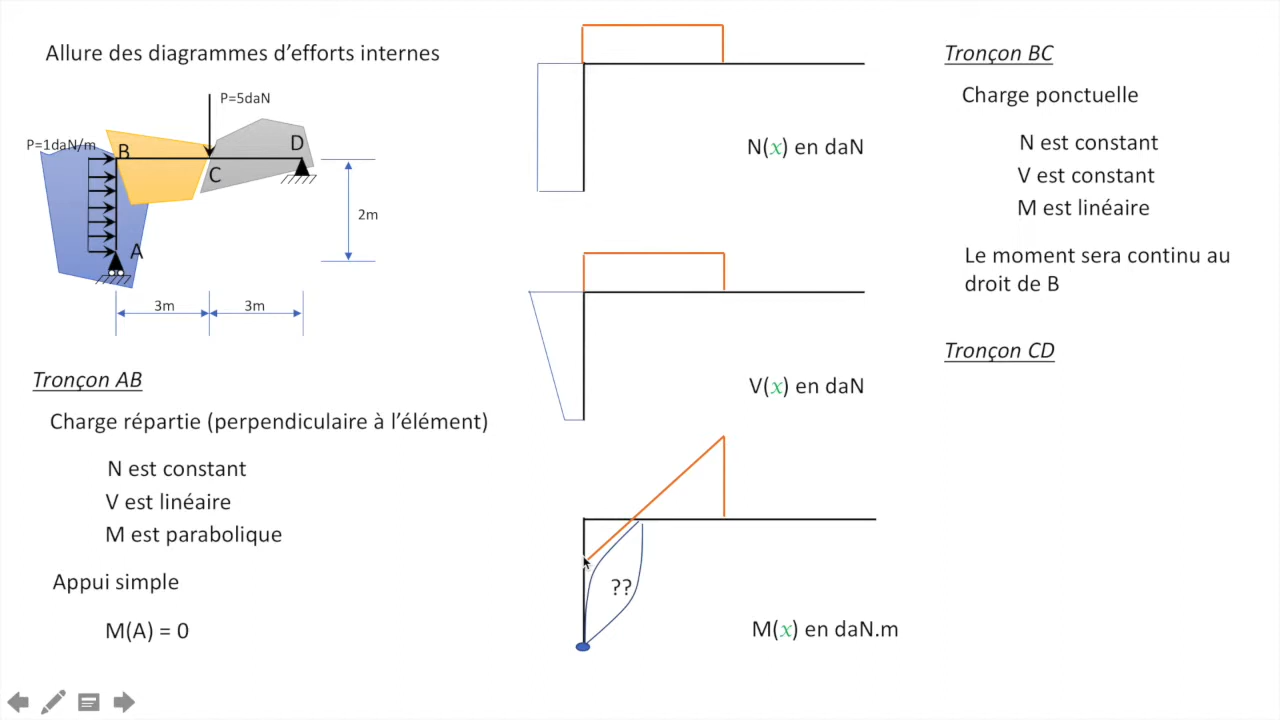 Allure des diagrammes d'efforts internes
P=5daN
P=1daN/m
B
D
C
A
2m
3m
3m
Tronçon AB
Charge répartie (perpendiculaire à l'élément)
N est constant
V est linéaire
M est parabolique
Appui simple
M(A) = 0
N(x) en daN
V(x) en daN
??
M(x) en daN.m
Tronçon BC
Charge ponctuelle
N est constant
V est constant
M est linéaire
Le moment sera continu au
droit de B
Tronçon CD